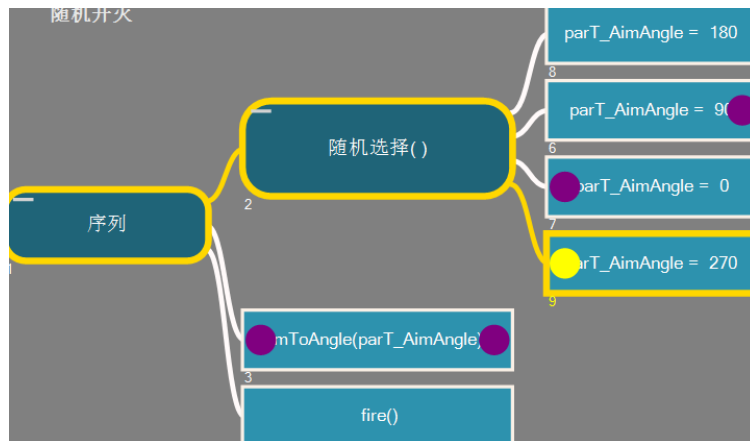 随机开火
parT_AimAngle = 180
8
parT_AimAngle = 90
6
随机选择( )
2
parT_AimAngle = 0
7
序列
1
arT_AimAngle = 270
9
mToAngle(parT_AimAngle)
3
fire()